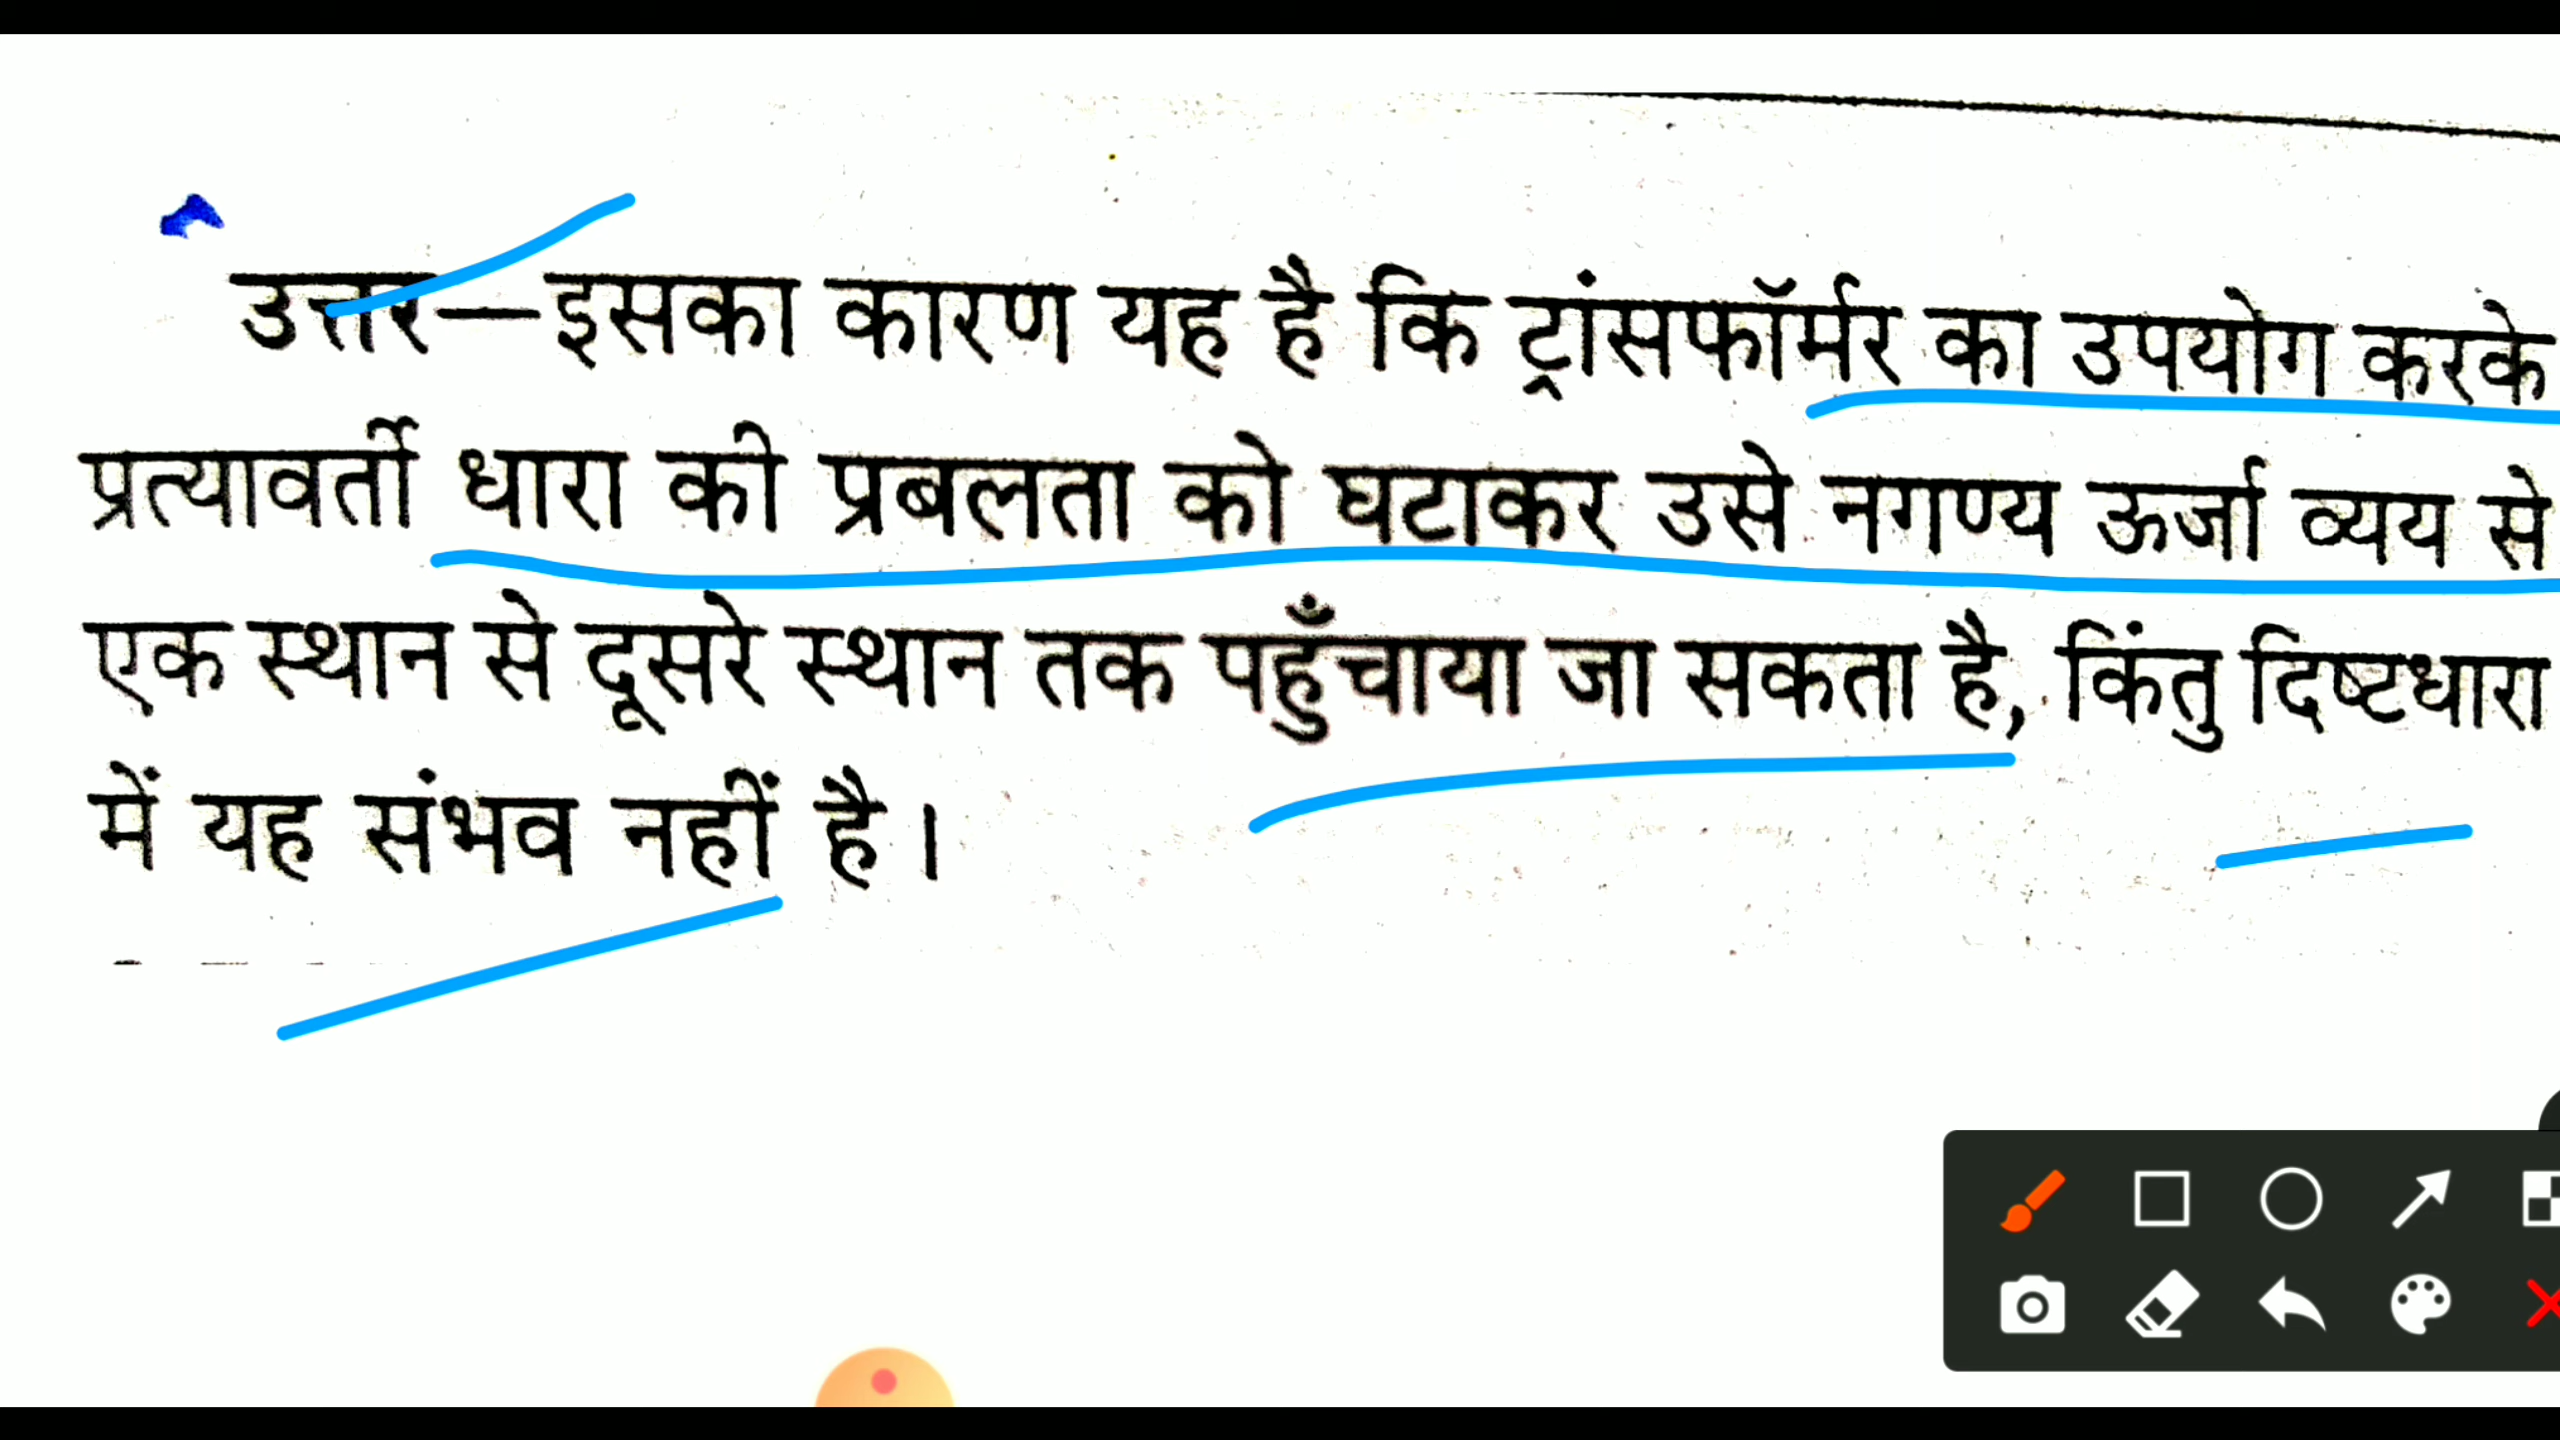 उत्तर—इसका कारण यह है कि ट्रांसफॉर्मर का उपयोग करके
प्रत्यावर्ती धारा की प्रबलता को घटाकर उसे नगण्य ऊर्जा व्यय से
एक स्थान से दूसरे स्थान तक पहुँचाया जा सकता है, किंतु दिष्टधारा
में यह संभव नहीं है।